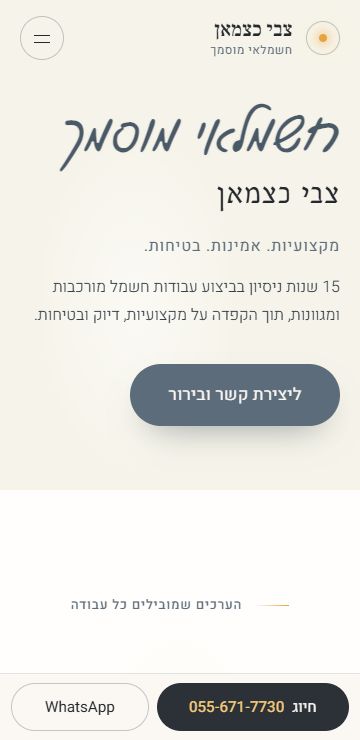 צבי כצמאן
חשמלאי מוסמך
חשמלאי מוסמך
צבי כצמאן
מקצועיות. אמינות. בטיחות.
15 שנות ניסיון בביצוע עבודות חשמל מורכבות
ומגוונות, תוך הקפדה על מקצועיות, דיוק ובטיחות.
ליצירת קשר ובירור
הערכים שמובילים כל עבודה
חיוג 055-671-7730
WhatsApp